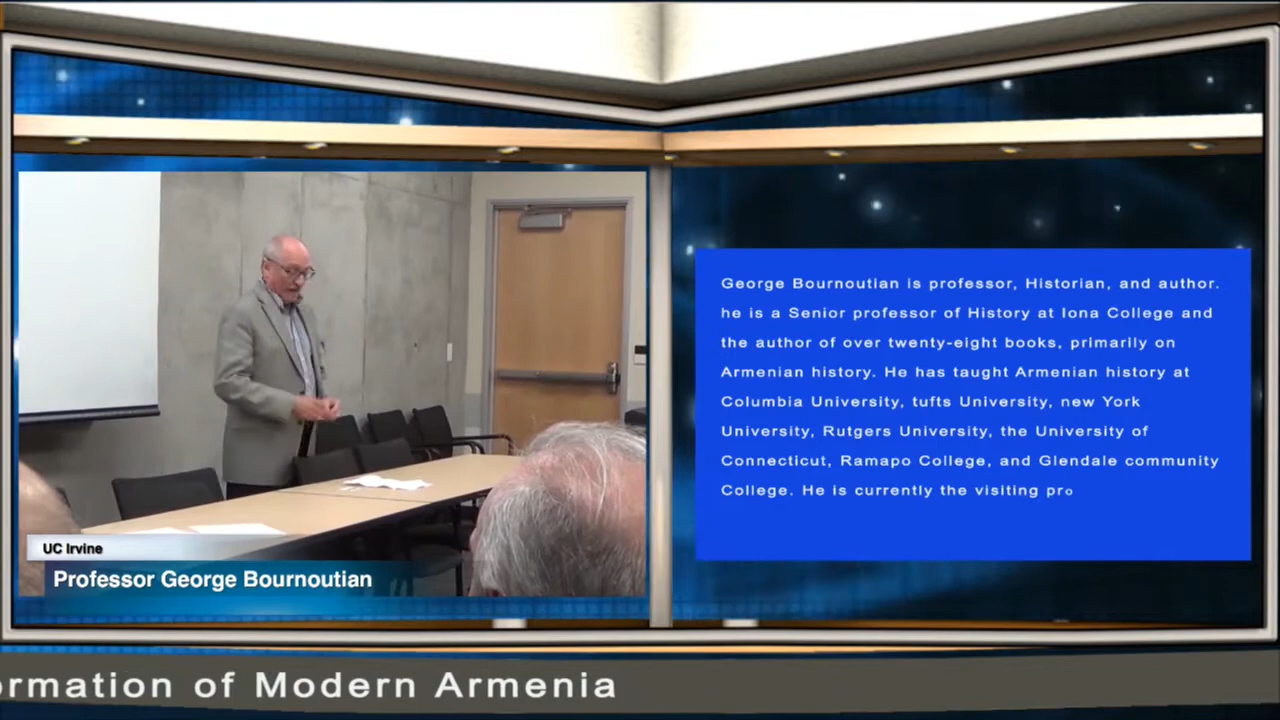 George Bournoutian is professor, Historian, and author.
he is a Senior professor of History at Iona College and
the author of over twenty-eight books, primarily on
Armenian history. He has taught Armenian history at
Columbia University, tufts University, new York
University, Rutgers University, the University of
Connecticut, Ramapo College, and Glendale community
College. He is currently the visiting pro
UC Irvine
Professor George Bournoutian
ormation of Modern Armenia